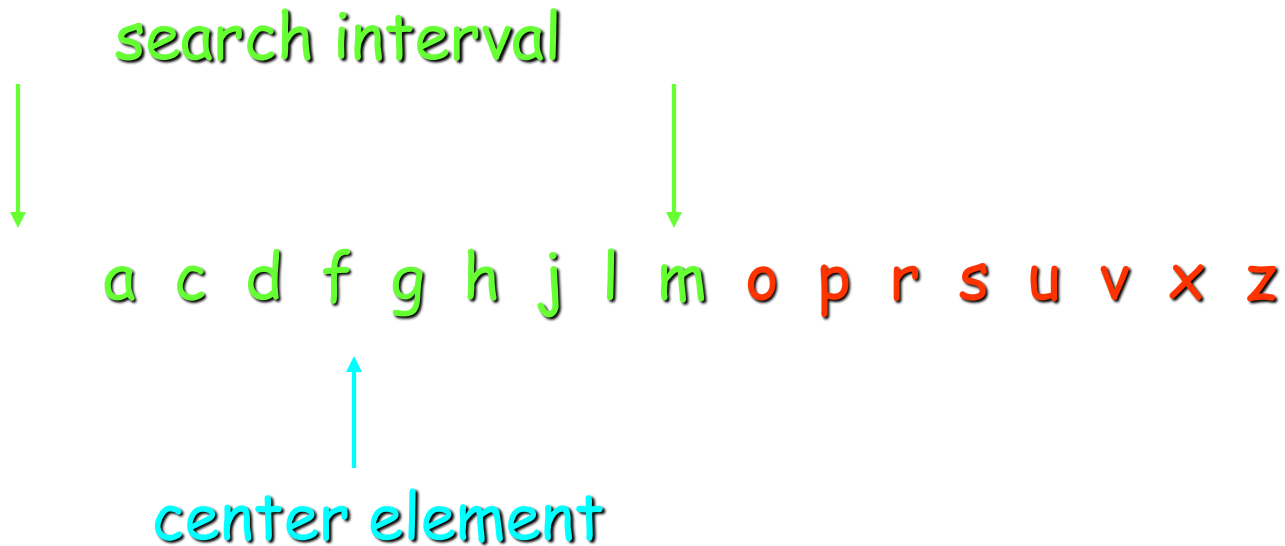 search interval
a c d f g h j l m o p r s u v x z
center element